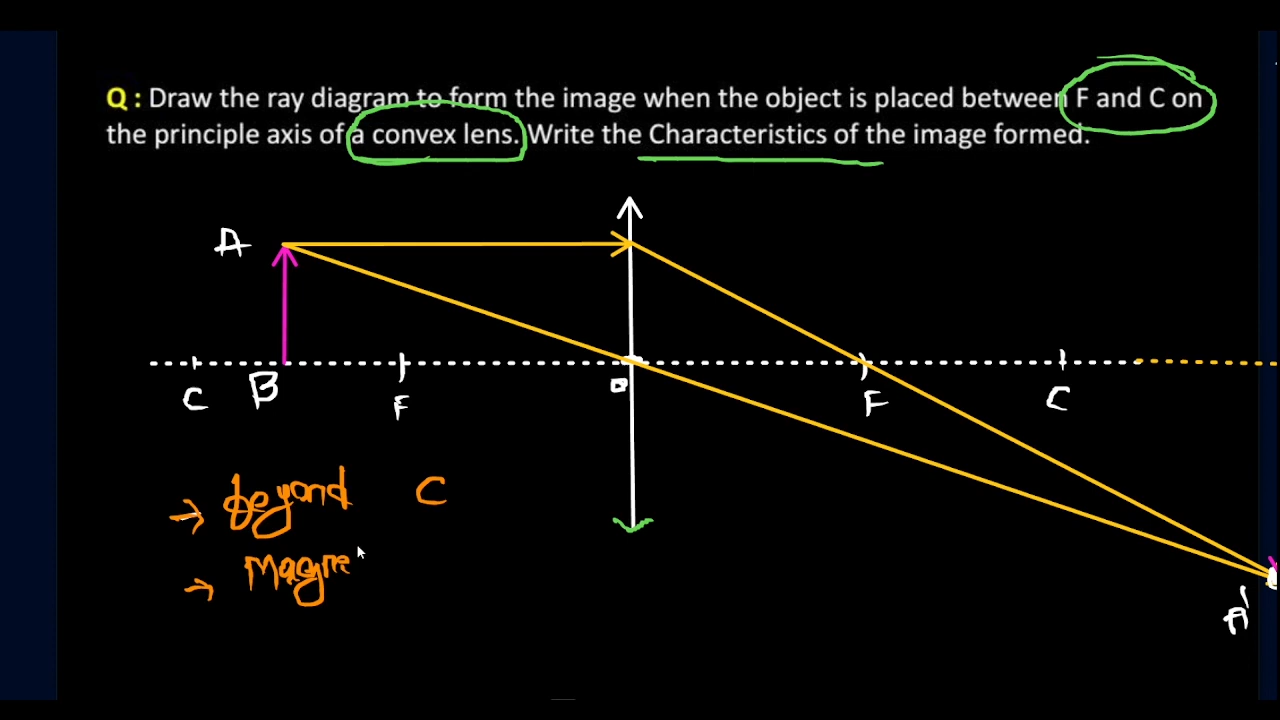 Q : Draw the ray diagram to form the image when the object is placed between F and C on
the principle axis of a convex lens. Write the Characteristics of the image formed.
A
C B F O F C
→ Beyond C
→ Magne
A'